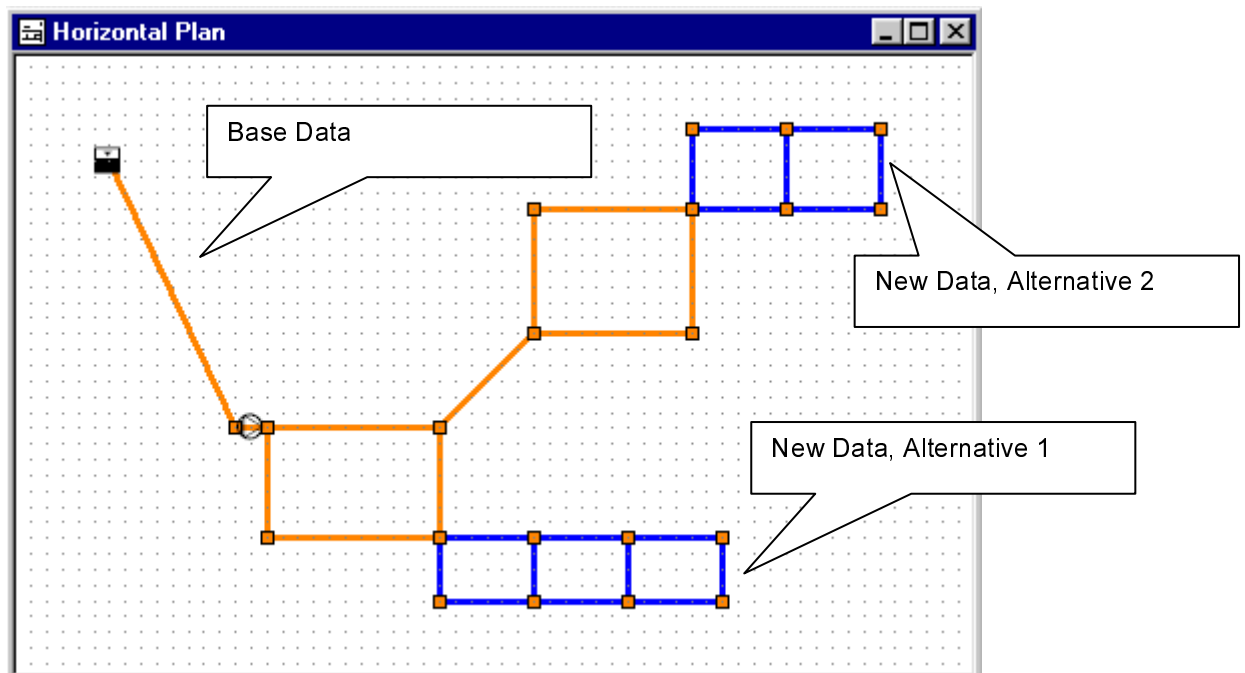 Horizontal Plan
Base Data
New Data, Alternative 2
New Data, Alternative 1